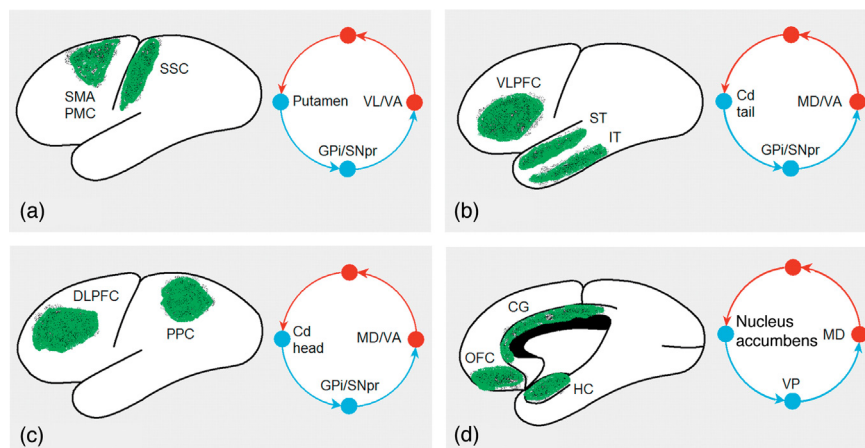 SMA
PMC
SSC
Putamen
VL/VA
GPi/SNpr
(a)
VLPFC
ST
IT
Cd
tail
MD/VA
GPi/SNpr
(b)
DLPFC
PPC
Cd
head
MD/VA
GPi/SNpr
(c)
CG
OFC
HC
Nucleus
accumbens
MD
VP
(d)